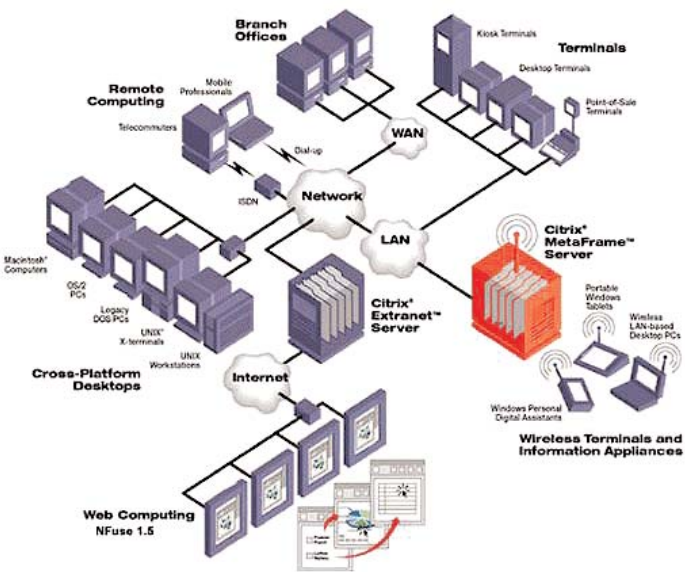 Branch
Offices
Kiosk Terminals
Terminals
Desktop Terminals
Point-of-Sale
Terminals
Remote
Computing
Mobile
Professionals
Telecommuters
Dial-up
ISDN
WAN
Network
LAN
Citrix®
MetaFrame™
Server
Macintosh®
Computers
OS/2
PCs
Legacy
DOS PCs
UNIX®
X-terminals
UNIX
Workstations
Cross-Platform
Desktops
Citrix®
Extranet™
Server
Portable
Windows
Tablets
Wireless
LAN-based
Desktop PCs
Windows Personal
Digital Assistants
Wireless Terminals and
Information Appliances
Internet
Web Computing
NFuse 1.5